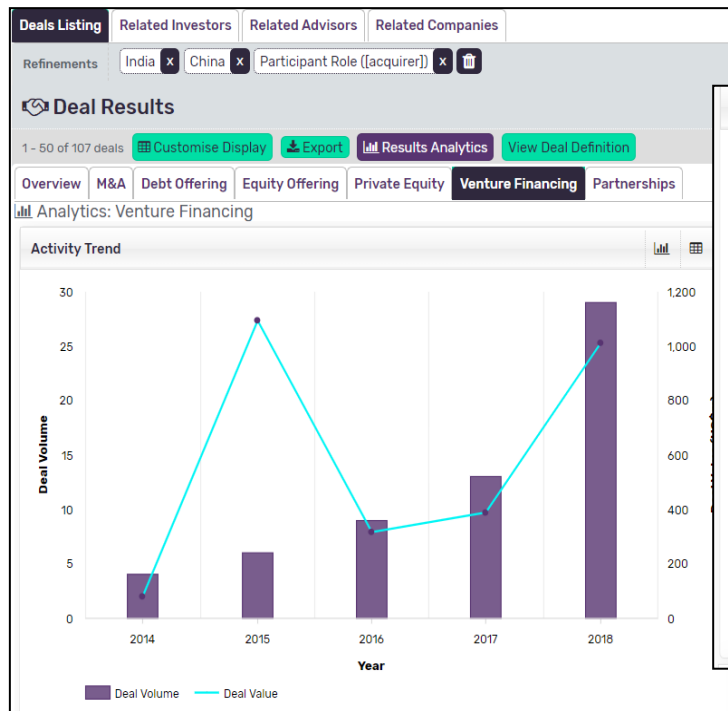 Deals Listing Related Investors Related Advisors Related Companies
Refinements India x China x Participant Role ([acquirer]) x
Deal Results
1 - 50 of 107 deals Customise Display Export Results Analytics View Deal Definition
Overview M&A Debt Offering Equity Offering Private Equity Venture Financing Partnerships
Analytics: Venture Financing
Activity Trend
30 1,200
25 1,000
20 800
15 600
10 400
5 200
0 0
Deal Volume
2014 2015 2016 2017 2018
Year
Deal Volume Deal Value